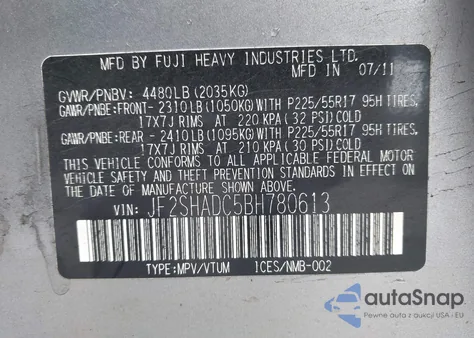 MFD BY FUJI HEAVY INDUSTRIES LTD.
MFD IN 07/11
GVWR/PNBV: 4480LB(2035KG)
GAWR/PNBE:FRONT- 2310LB(1050KG)WITH P225/55R17 95H TIRES,
17X7J RIMS AT 220 KPA(32 PSI)COLD
GAWR/PNBE:REAR - 2410LB(1095KG)WITH P225/55R17 95H TIRES,
17X7J RIMS AT 210 KPA(30 PSI)COLD
THIS VEHICLE CONFORMS TO ALL APPLICABLE FEDERAL MOTOR
VEHICLE SAFETY AND THEFT PREVENTION STANDARDS IN EFFECT
ON THE DATE OF MANUFACTURE SHOWN ABOVE.
VIN: JF2SHADC5BH780613
TYPE:MPV/VTUM ICES/NMB-002
autoSnap
Pewne auta z USA i EU